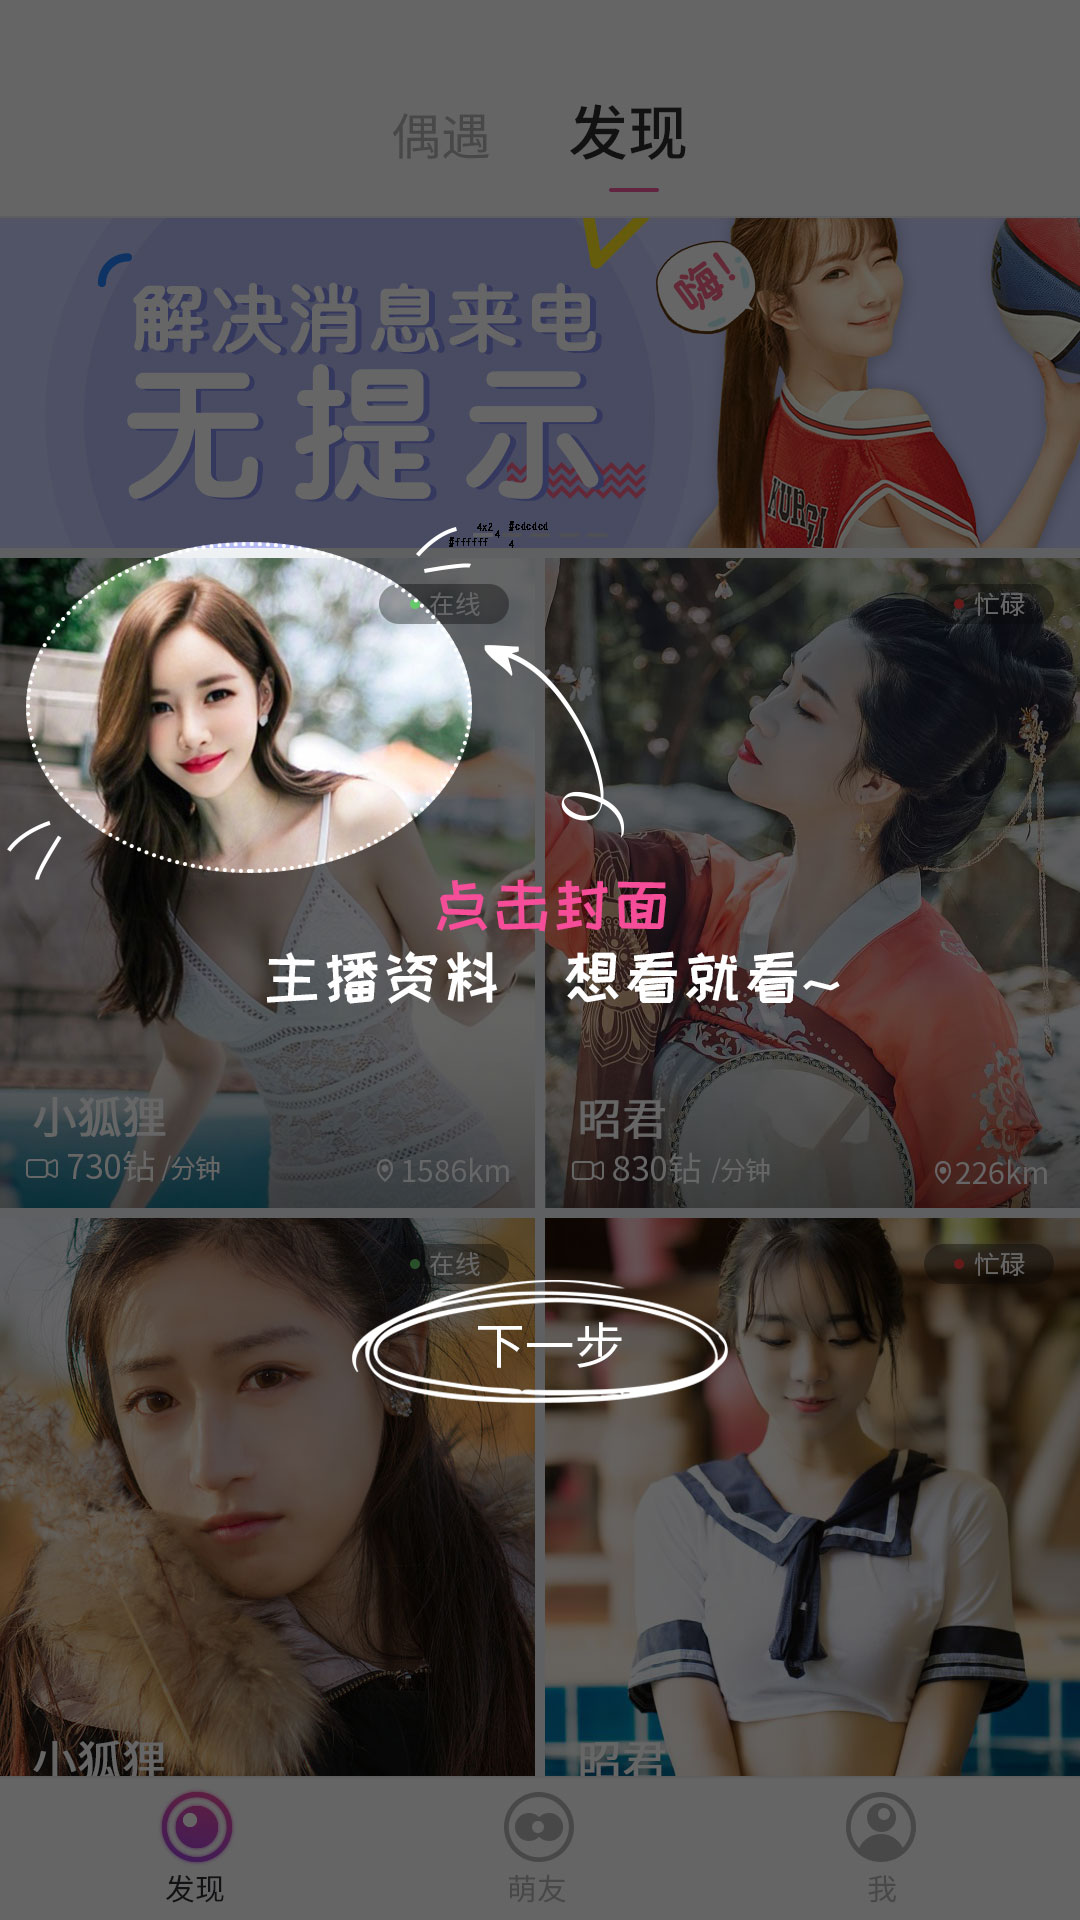 偶遇 发现
嗨!
解决消息来电
无提示
KURGI
4x2 4 #cdcdcd
#ffffff 4
在线 忙碌
点击封面
主播资料 想看就看~
小狐狸 昭君
730钻 /分钟 1586km 830钻 /分钟 226km
在线 忙碌
下一步
小狐狸 昭君
发现 萌友 我